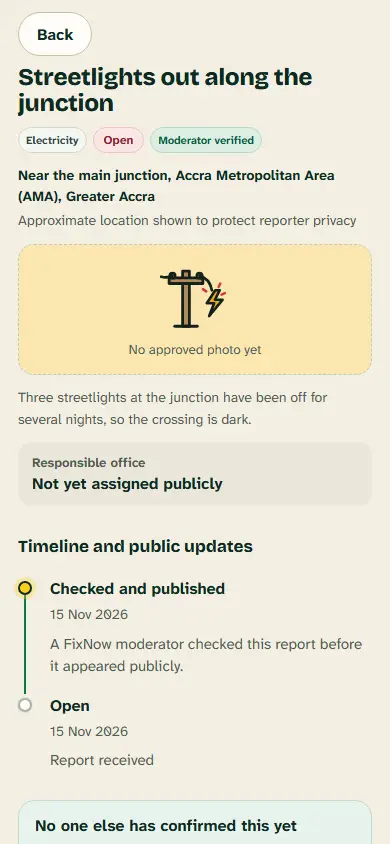 Back
Streetlights out along the
junction
Electricity
Open
Moderator verified
Near the main junction, Accra Metropolitan Area
(AMA), Greater Accra
Approximate location shown to protect reporter privacy
No approved photo yet
Three streetlights at the junction have been off for
several nights, so the crossing is dark.
Responsible office
Not yet assigned publicly
Timeline and public updates
Checked and published
15 Nov 2026
A FixNow moderator checked this report before
it appeared publicly.
Open
15 Nov 2026
Report received
No one else has confirmed this yet